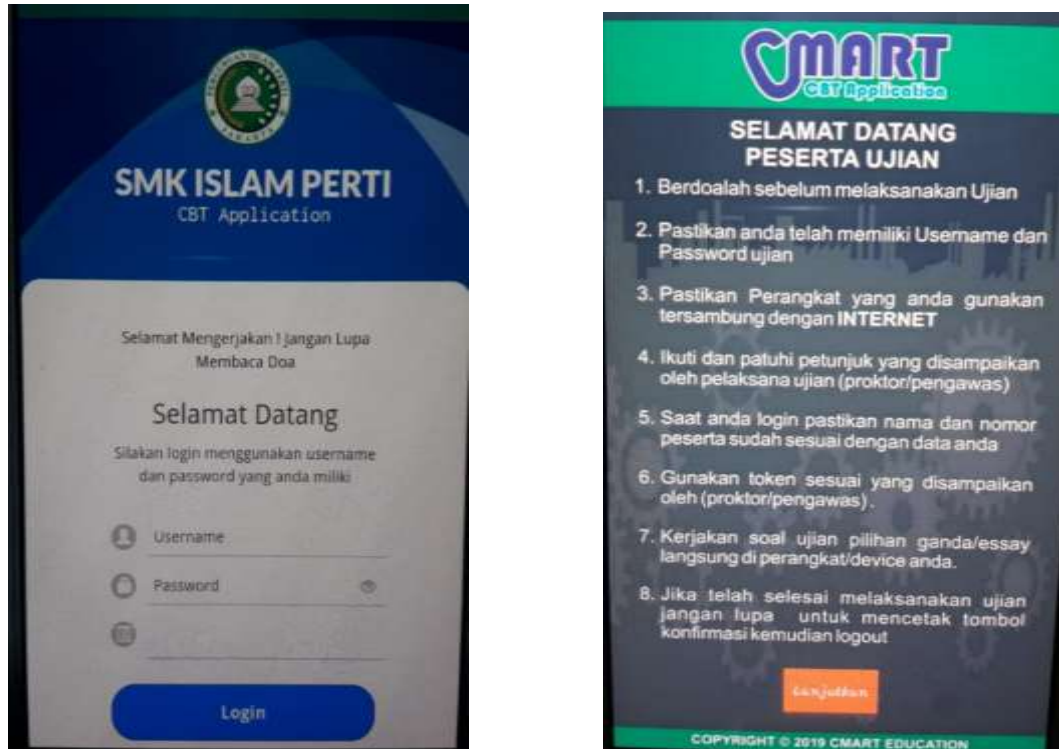 PERGURUAN ISLAM PERTI
JAKARTA
SMK ISLAM PERTI
CBT Application
Selamat Mengerjakan ! Jangan Lupa
Membaca Doa
Selamat Datang
Silakan login menggunakan username
dan password yang anda miliki
Username
Password
Login
CMART
CBT Application
SELAMAT DATANG
PESERTA UJIAN
1. Berdoalah sebelum melaksanakan Ujian
2. Pastikan anda telah memiliki Username dan
Password ujian
3. Pastikan Perangkat yang anda gunakan
tersambung dengan INTERNET
4. Ikuti dan patuhi petunjuk yang disampaikan
oleh pelaksana ujian (proktor/pengawas)
5. Saat anda login pastikan nama dan nomor
peserta sudah sesuai dengan data anda
6. Gunakan token sesuai yang disampaikan
oleh (proktor/pengawas).
7. Kerjakan soal ujian pilihan ganda/essay
langsung di perangkat/device anda.
8. Jika telah selesai melaksanakan ujian
jangan lupa untuk mencetak tombol
konfirmasi kemudian logout
Lanjutkan
COPYRIGHT © 2019 CMART EDUCATION